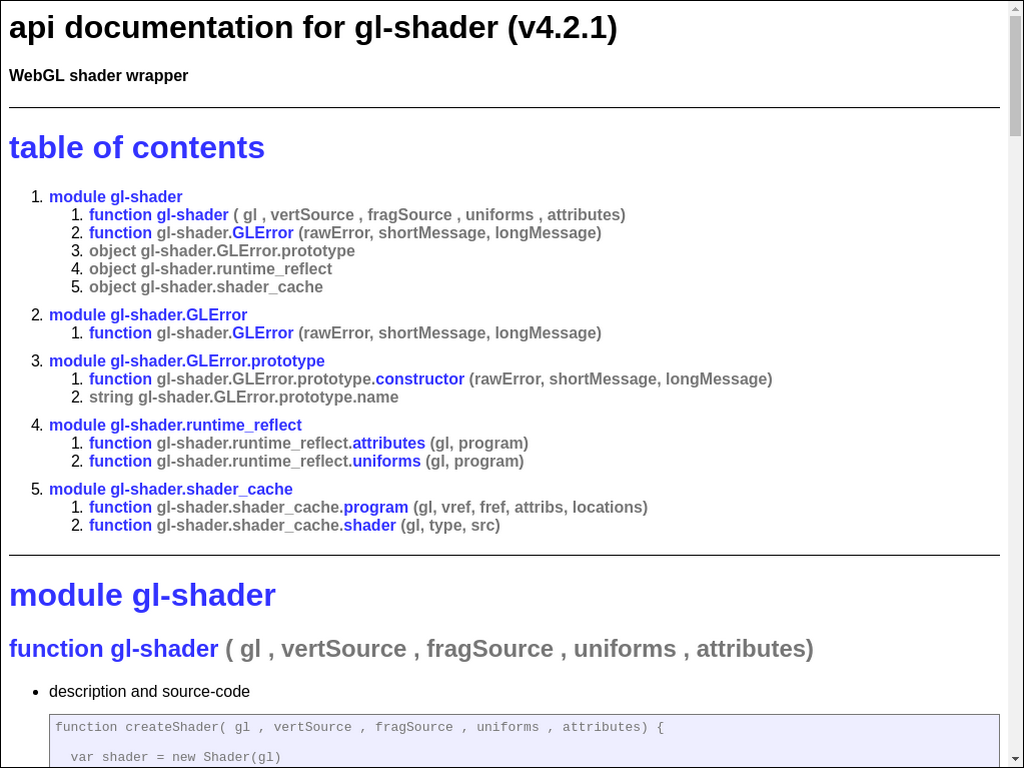 api documentation for gl-shader (v4.2.1)
WebGL shader wrapper
table of contents
1. module gl-shader
1. function gl-shader ( gl , vertSource , fragSource , uniforms , attributes)
2. function gl-shader.GLError (rawError, shortMessage, longMessage)
3. object gl-shader.GLError.prototype
4. object gl-shader.runtime_reflect
5. object gl-shader.shader_cache
2. module gl-shader.GLError
1. function gl-shader.GLError (rawError, shortMessage, longMessage)
3. module gl-shader.GLError.prototype
1. function gl-shader.GLError.prototype.constructor (rawError, shortMessage, longMessage)
2. string gl-shader.GLError.prototype.name
4. module gl-shader.runtime_reflect
1. function gl-shader.runtime_reflect.attributes (gl, program)
2. function gl-shader.runtime_reflect.uniforms (gl, program)
5. module gl-shader.shader_cache
1. function gl-shader.shader_cache.program (gl, vref, fref, attribs, locations)
2. function gl-shader.shader_cache.shader (gl, type, src)
module gl-shader
function gl-shader ( gl , vertSource , fragSource , uniforms , attributes)
• description and source-code
function createShader( gl , vertSource , fragSource , uniforms , attributes) {
var shader = new Shader(gl)